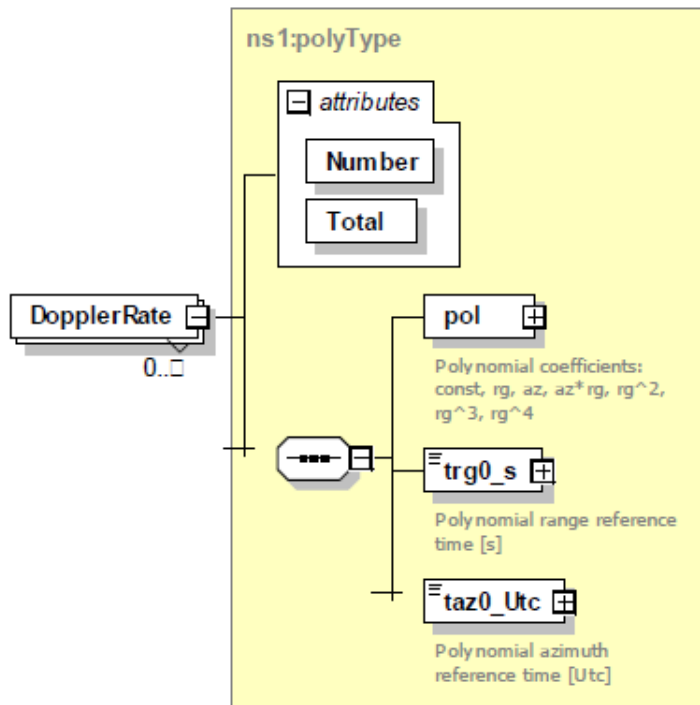 ns1:polyType
attributes
Number
Total
DopplerRate
0..□
pol
Polynomial coefficients:
const, rg, az, az*rg, rg^2,
rg^3, rg^4
trg0_s
Polynomial range reference
time [s]
taz0_Utc
Polynomial azimuth
reference time [Utc]